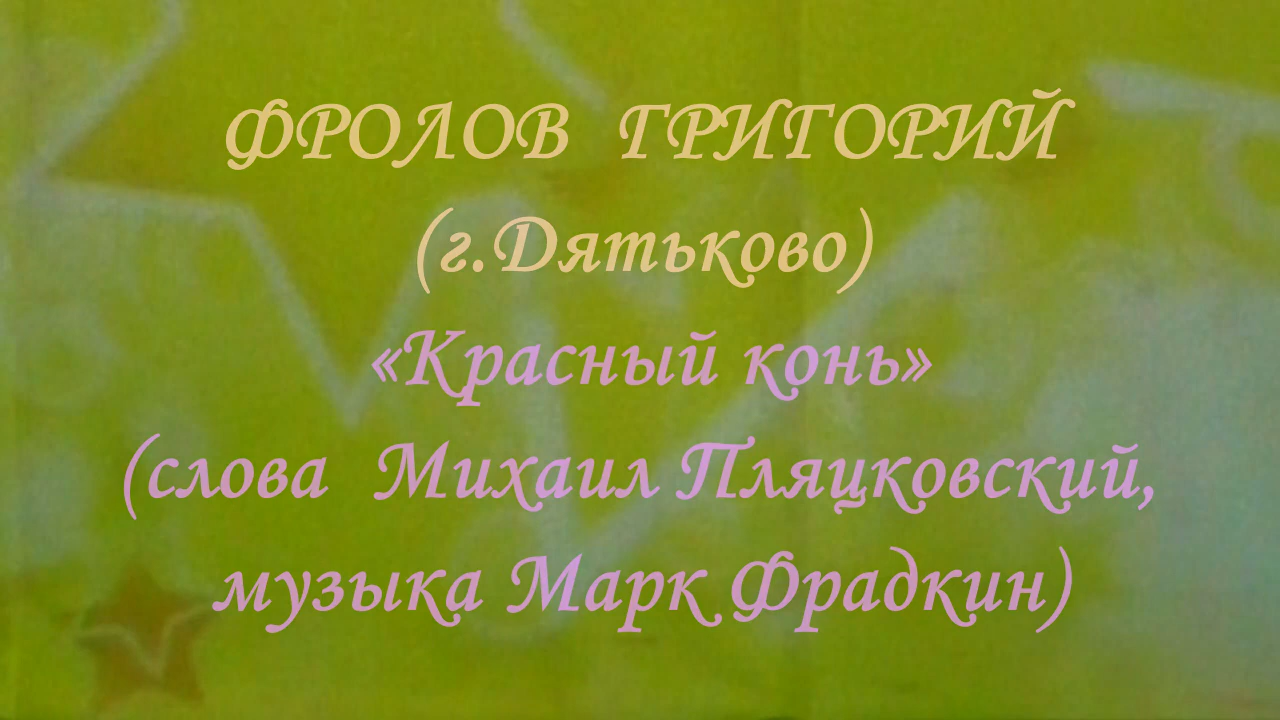 ФРОЛОВ ГРИГОРИЙ
(г.Дятьково)
«Красный конь»
(слова Михаил Пляцковский,
музыка Марк Фрадкин)